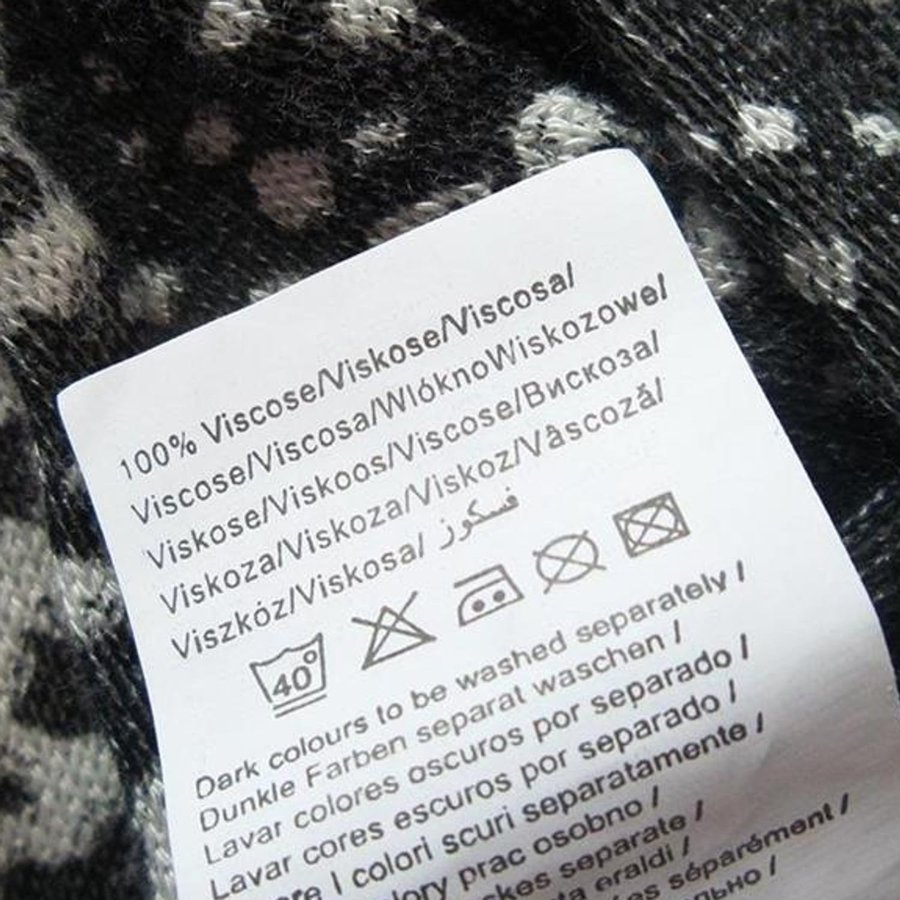 100% Viscose/Viskose/Viscosa/
Viscose/Viscosa/WlóknoWiskozowe/
Viskose/Viskoos/Viscose/Вискоза/
Viskoza/Viskoza/Viskoz/Vâscoză/
Viszkóz/Viskosa/ فسكوز
40°
Dark colours to be washed separately /
Dunkle Farben separat waschen /
Lavar colores oscuros por separado /
Lavar cores escuros por separado /
I colori scuri separatamente /
prac osobno /
separate /
eraldi /
séparément /